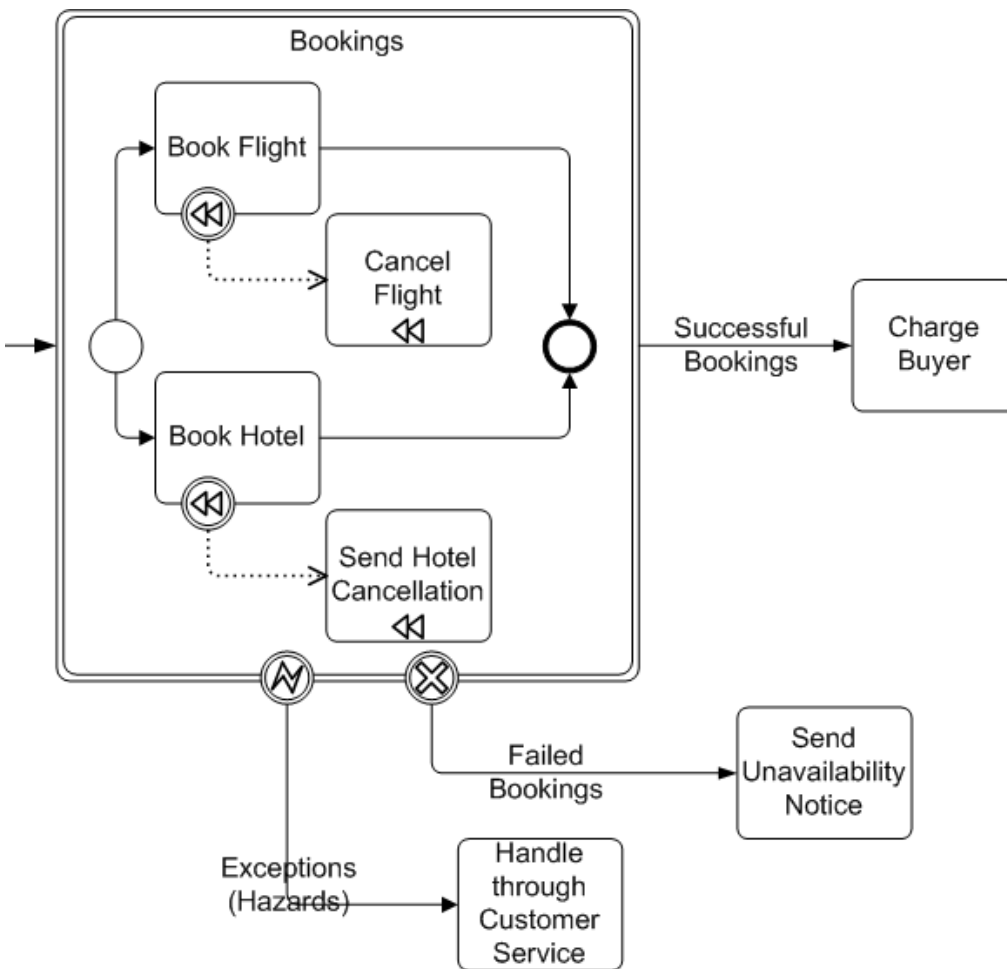 Bookings
Book Flight
Cancel
Flight
Book Hotel
Send Hotel
Cancellation
Successful
Bookings
Charge
Buyer
Failed
Bookings
Send
Unavailability
Notice
Exceptions
(Hazards)
Handle
through
Customer
Service